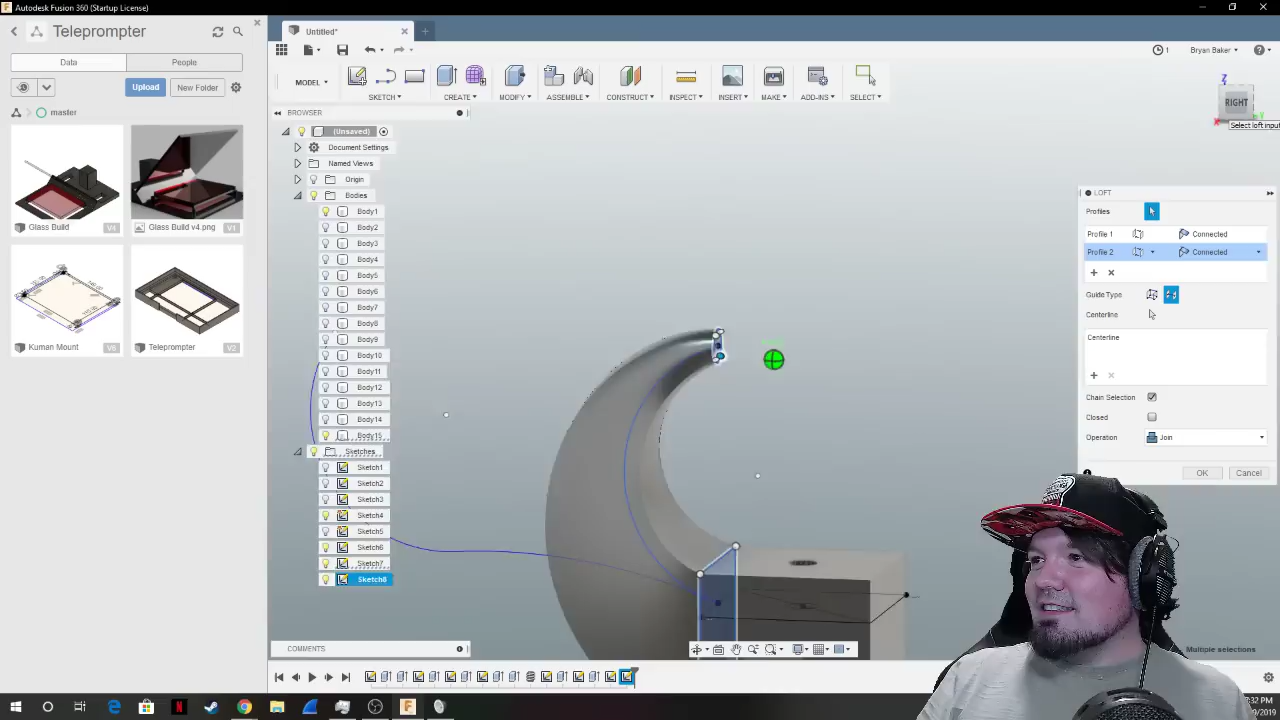 Autodesk Fusion 360 (Startup License)
Teleprompter
Data
People
Upload
New Folder
master
Glass Build
V4
Glass Build v4.png
V1
Kuman Mount
V6
Teleprompter
V2
Untitled*
1
Bryan Baker
MODEL
SKETCH
CREATE
MODIFY
ASSEMBLE
CONSTRUCT
INSPECT
INSERT
MAKE
ADD-INS
SELECT
BROWSER
(Unsaved)
Document Settings
Named Views
Origin
Bodies
Body1
Body2
Body3
Body4
Body5
Body6
Body7
Body8
Body9
Body10
Body11
Body12
Body13
Body14
Body15
Sketches
Sketch1
Sketch2
Sketch3
Sketch4
Sketch5
Sketch6
Sketch7
Sketch8
Z
RIGHT
X
Select loft input
LOFT
Profiles
Profile 1
Connected
Profile 2
Connected
Guide Type
Centerline
Centerline
Chain Selection
Closed
Operation
Join
OK
Cancel
COMMENTS
Multiple selections